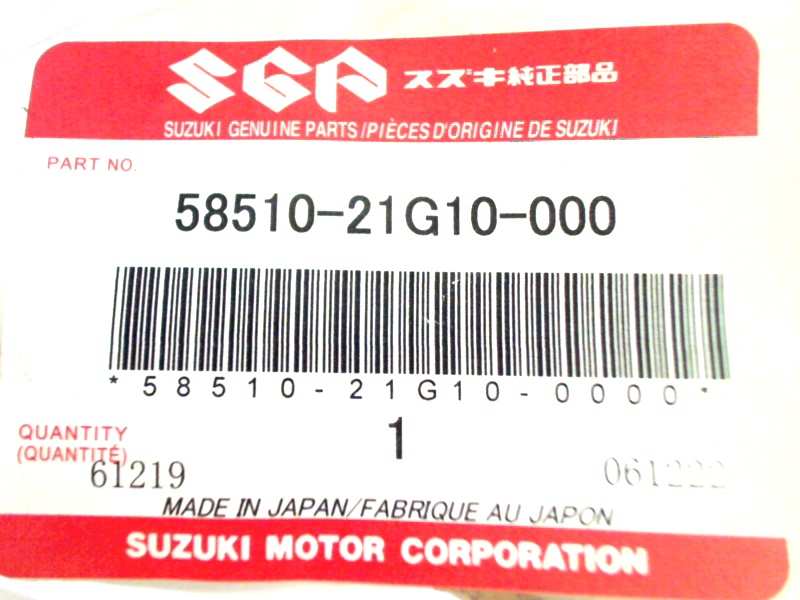 SGP スズキ純正部品
SUZUKI GENUINE PARTS/PIÈCES D'ORIGINE DE SUZUKI
PART NO.
58510-21G10-000
*58510-21G10-0000*
QUANTITY
(QUANTITÉ)
1
61219
061222
MADE IN JAPAN/FABRIQUE AU JAPON
SUZUKI MOTOR CORPORATION